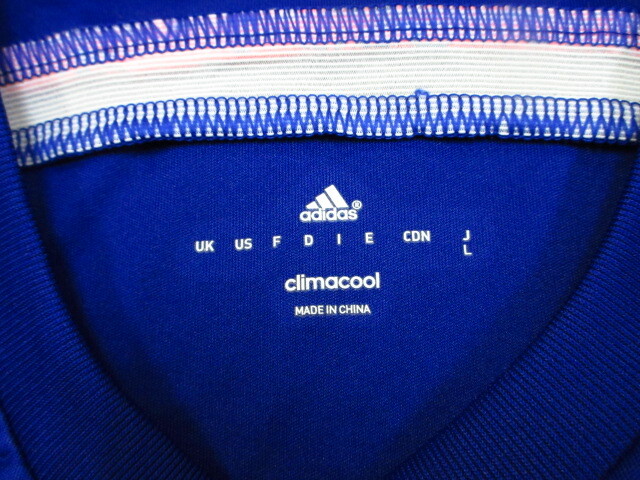 adidas®
UK US F D I E CDN J
L
climacool
MADE IN CHINA